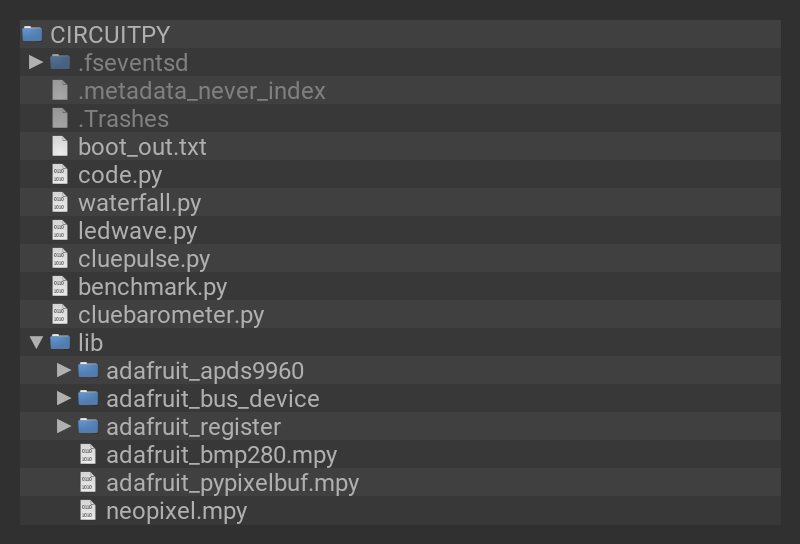 CIRCUITPY
.fseventsd
.metadata_never_index
.Trashes
boot_out.txt
code.py
waterfall.py
ledwave.py
cluepulse.py
benchmark.py
cluebarometer.py
lib
adafruit_apds9960
adafruit_bus_device
adafruit_register
adafruit_bmp280.mpy
adafruit_pypixelbuf.mpy
neopixel.mpy